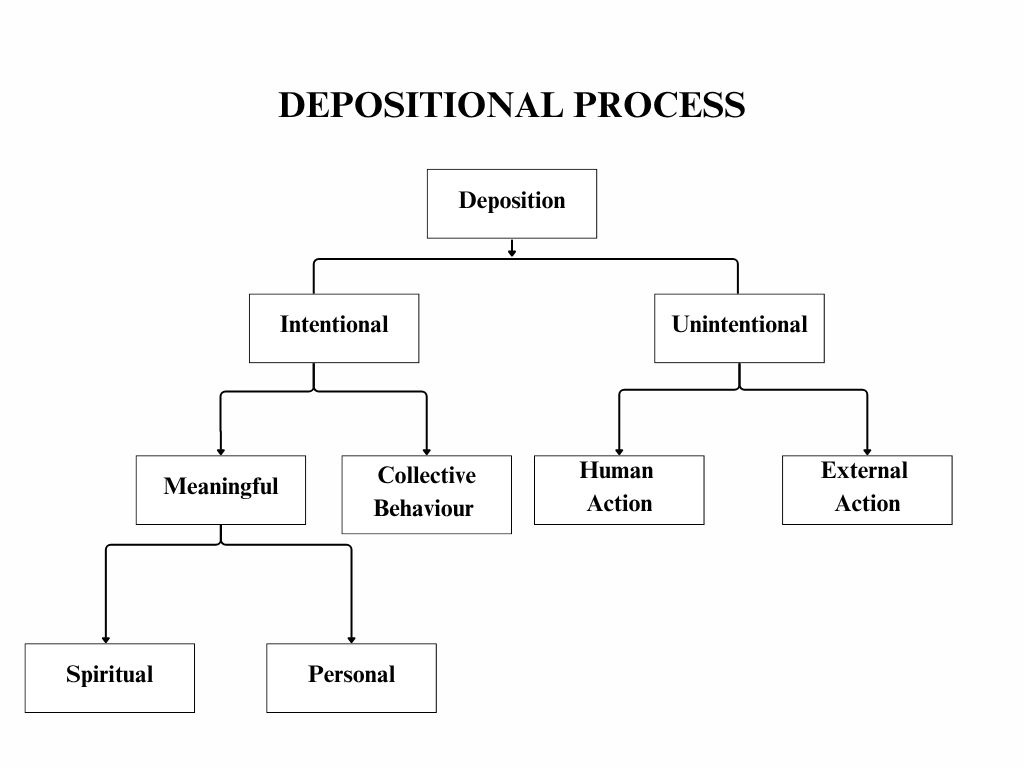 DEPOSITIONAL PROCESS
Deposition
Intentional
Unintentional
Meaningful
Collective
Behaviour
Human
Action
External
Action
Spiritual
Personal